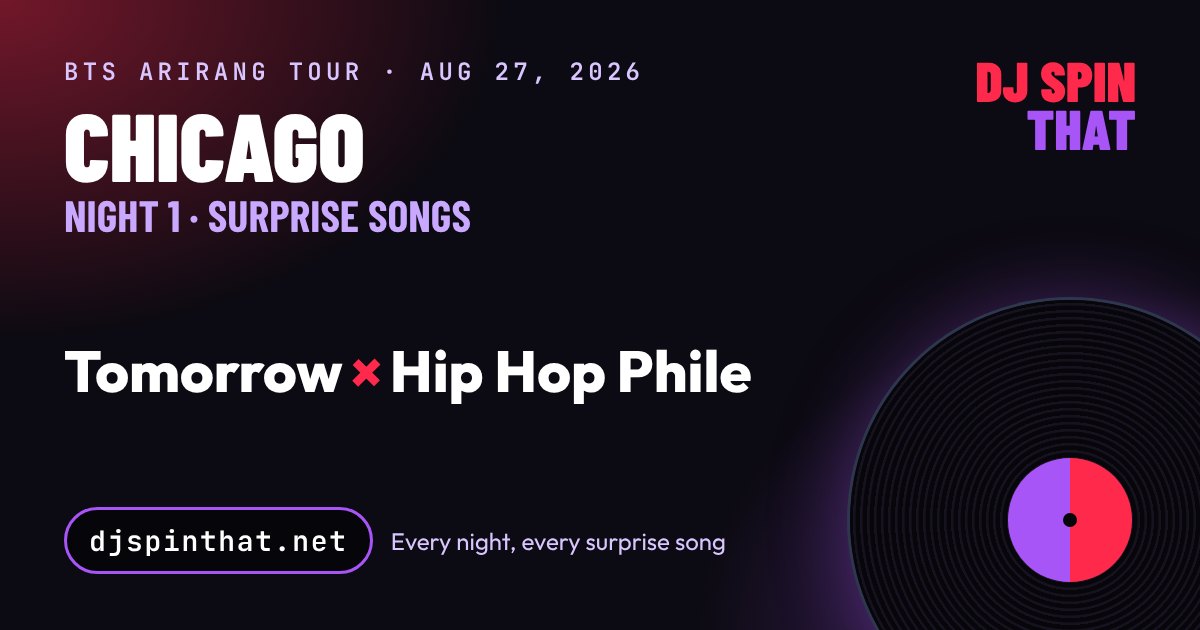 BTS ARIRANG TOUR · AUG 27, 2026
CHICAGO
NIGHT 1 · SURPRISE SONGS
DJ SPIN
THAT
Tomorrow × Hip Hop Phile
djspinthat.net
Every night, every surprise song